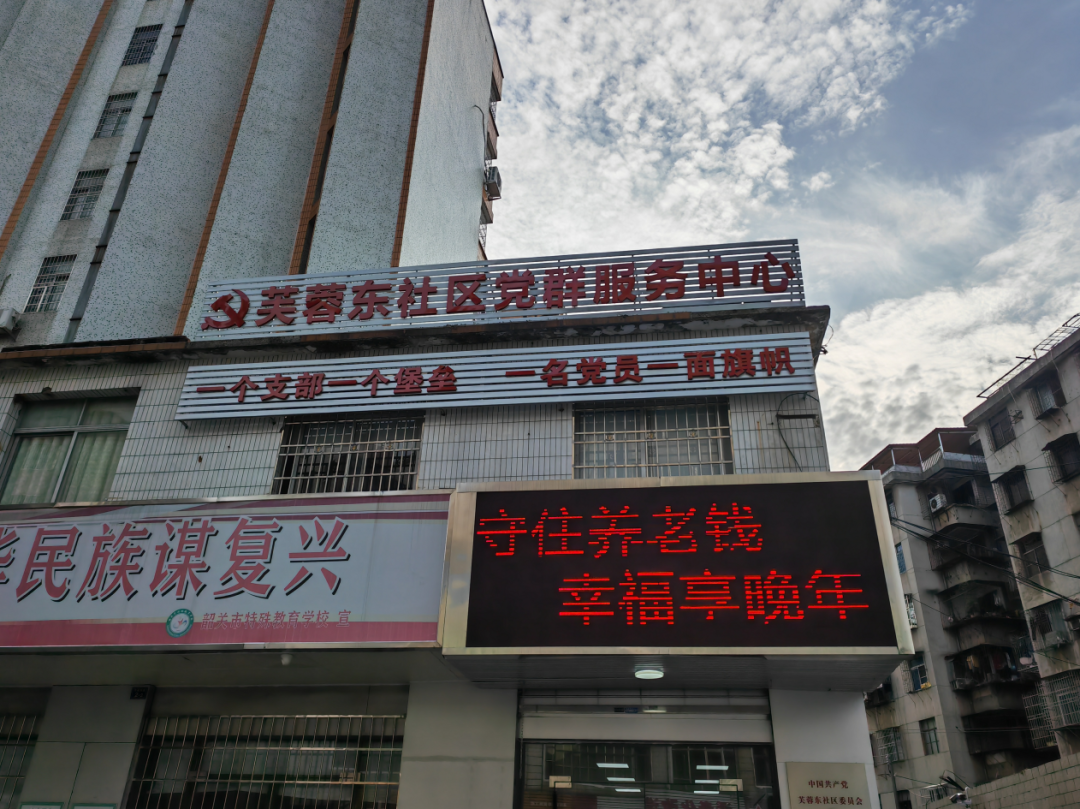 芙蓉东社区党群服务中心
一个支部一个堡垒 一名党员一面旗帜
华民族谋复兴
韶关市特殊教育学校 宣
守住养老钱
幸福享晚年
中国共产党
芙蓉东社区委员会